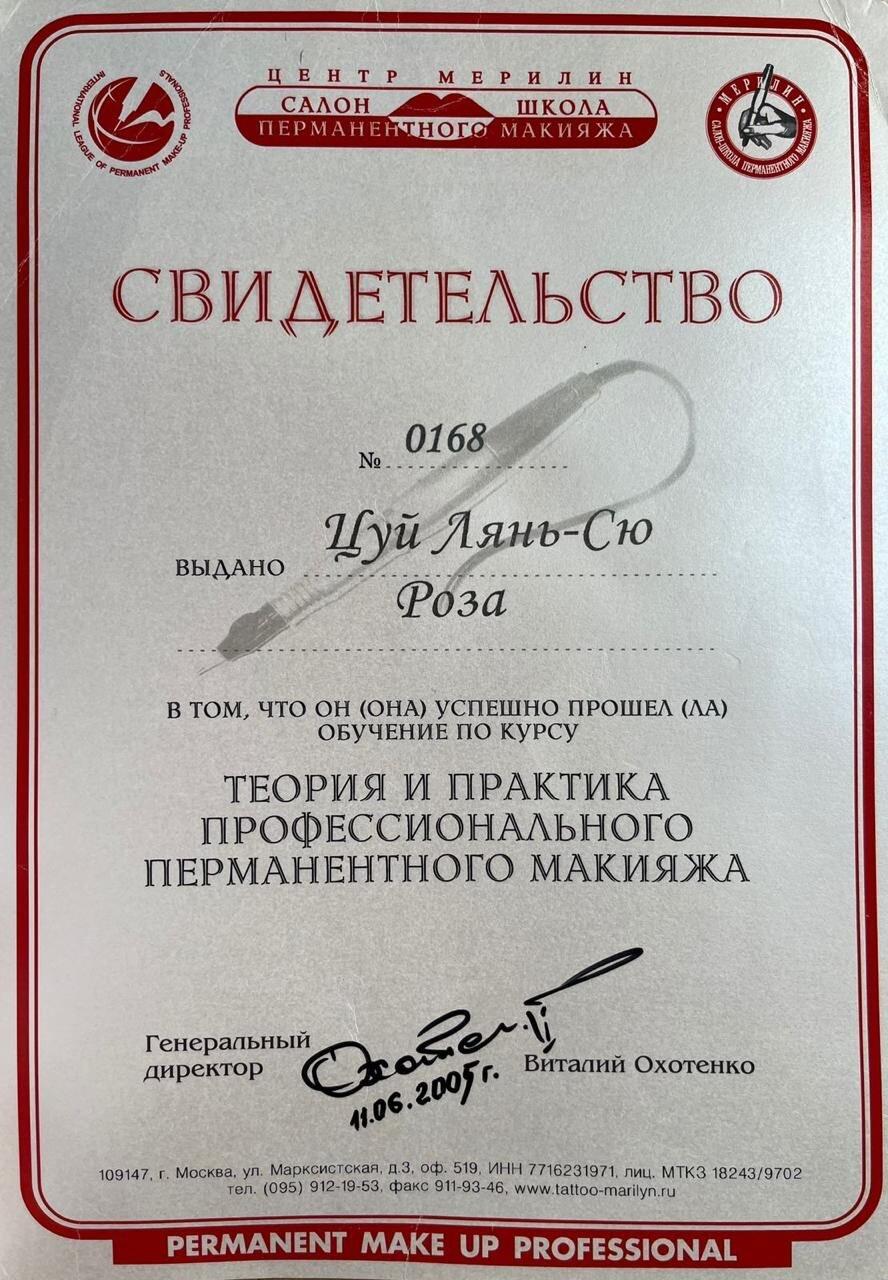 ЦЕНТР МЕРИЛИН
САЛОН ШКОЛА
ПЕРМАНЕНТНОГО МАКИЯЖА
INTERNATIONAL LEAGUE OF PERMANENT MAKE-UP PROFESSIONALS
МЕРИЛИН
САЛОН-ШКОЛА ПЕРМАНЕНТНОГО МАКИЯЖА
СВИДЕТЕЛЬСТВО
№ 0168
ВЫДАНО Цуй Лянь-Сю
Роза
В ТОМ, ЧТО ОН (ОНА) УСПЕШНО ПРОШЕЛ (ЛА)
ОБУЧЕНИЕ ПО КУРСУ
ТЕОРИЯ И ПРАКТИКА
ПРОФЕССИОНАЛЬНОГО
ПЕРМАНЕНТНОГО МАКИЯЖА
Генеральный
директор
Виталий Охотенко
11.06.2005г.
109147, г. Москва, ул. Марксистская, д.3, оф. 519, ИНН 7716231971, лиц. МТКЗ 18243/9702
тел. (095) 912-19-53, факс 911-93-46, www.tattoo-marilyn.ru
PERMANENT MAKE UP PROFESSIONAL